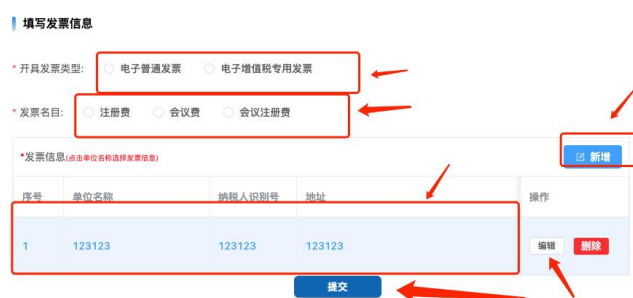 填写发票信息
* 开具发票类型: 电子普通发票 电子增值税专用发票
* 发票名目: 注册费 会议费 会议注册费
*发票信息(点击单位名称选择发票信息) 新增
序号 单位名称 纳税人识别号 地址 操作
1 123123 123123 123123 编辑 删除
提交